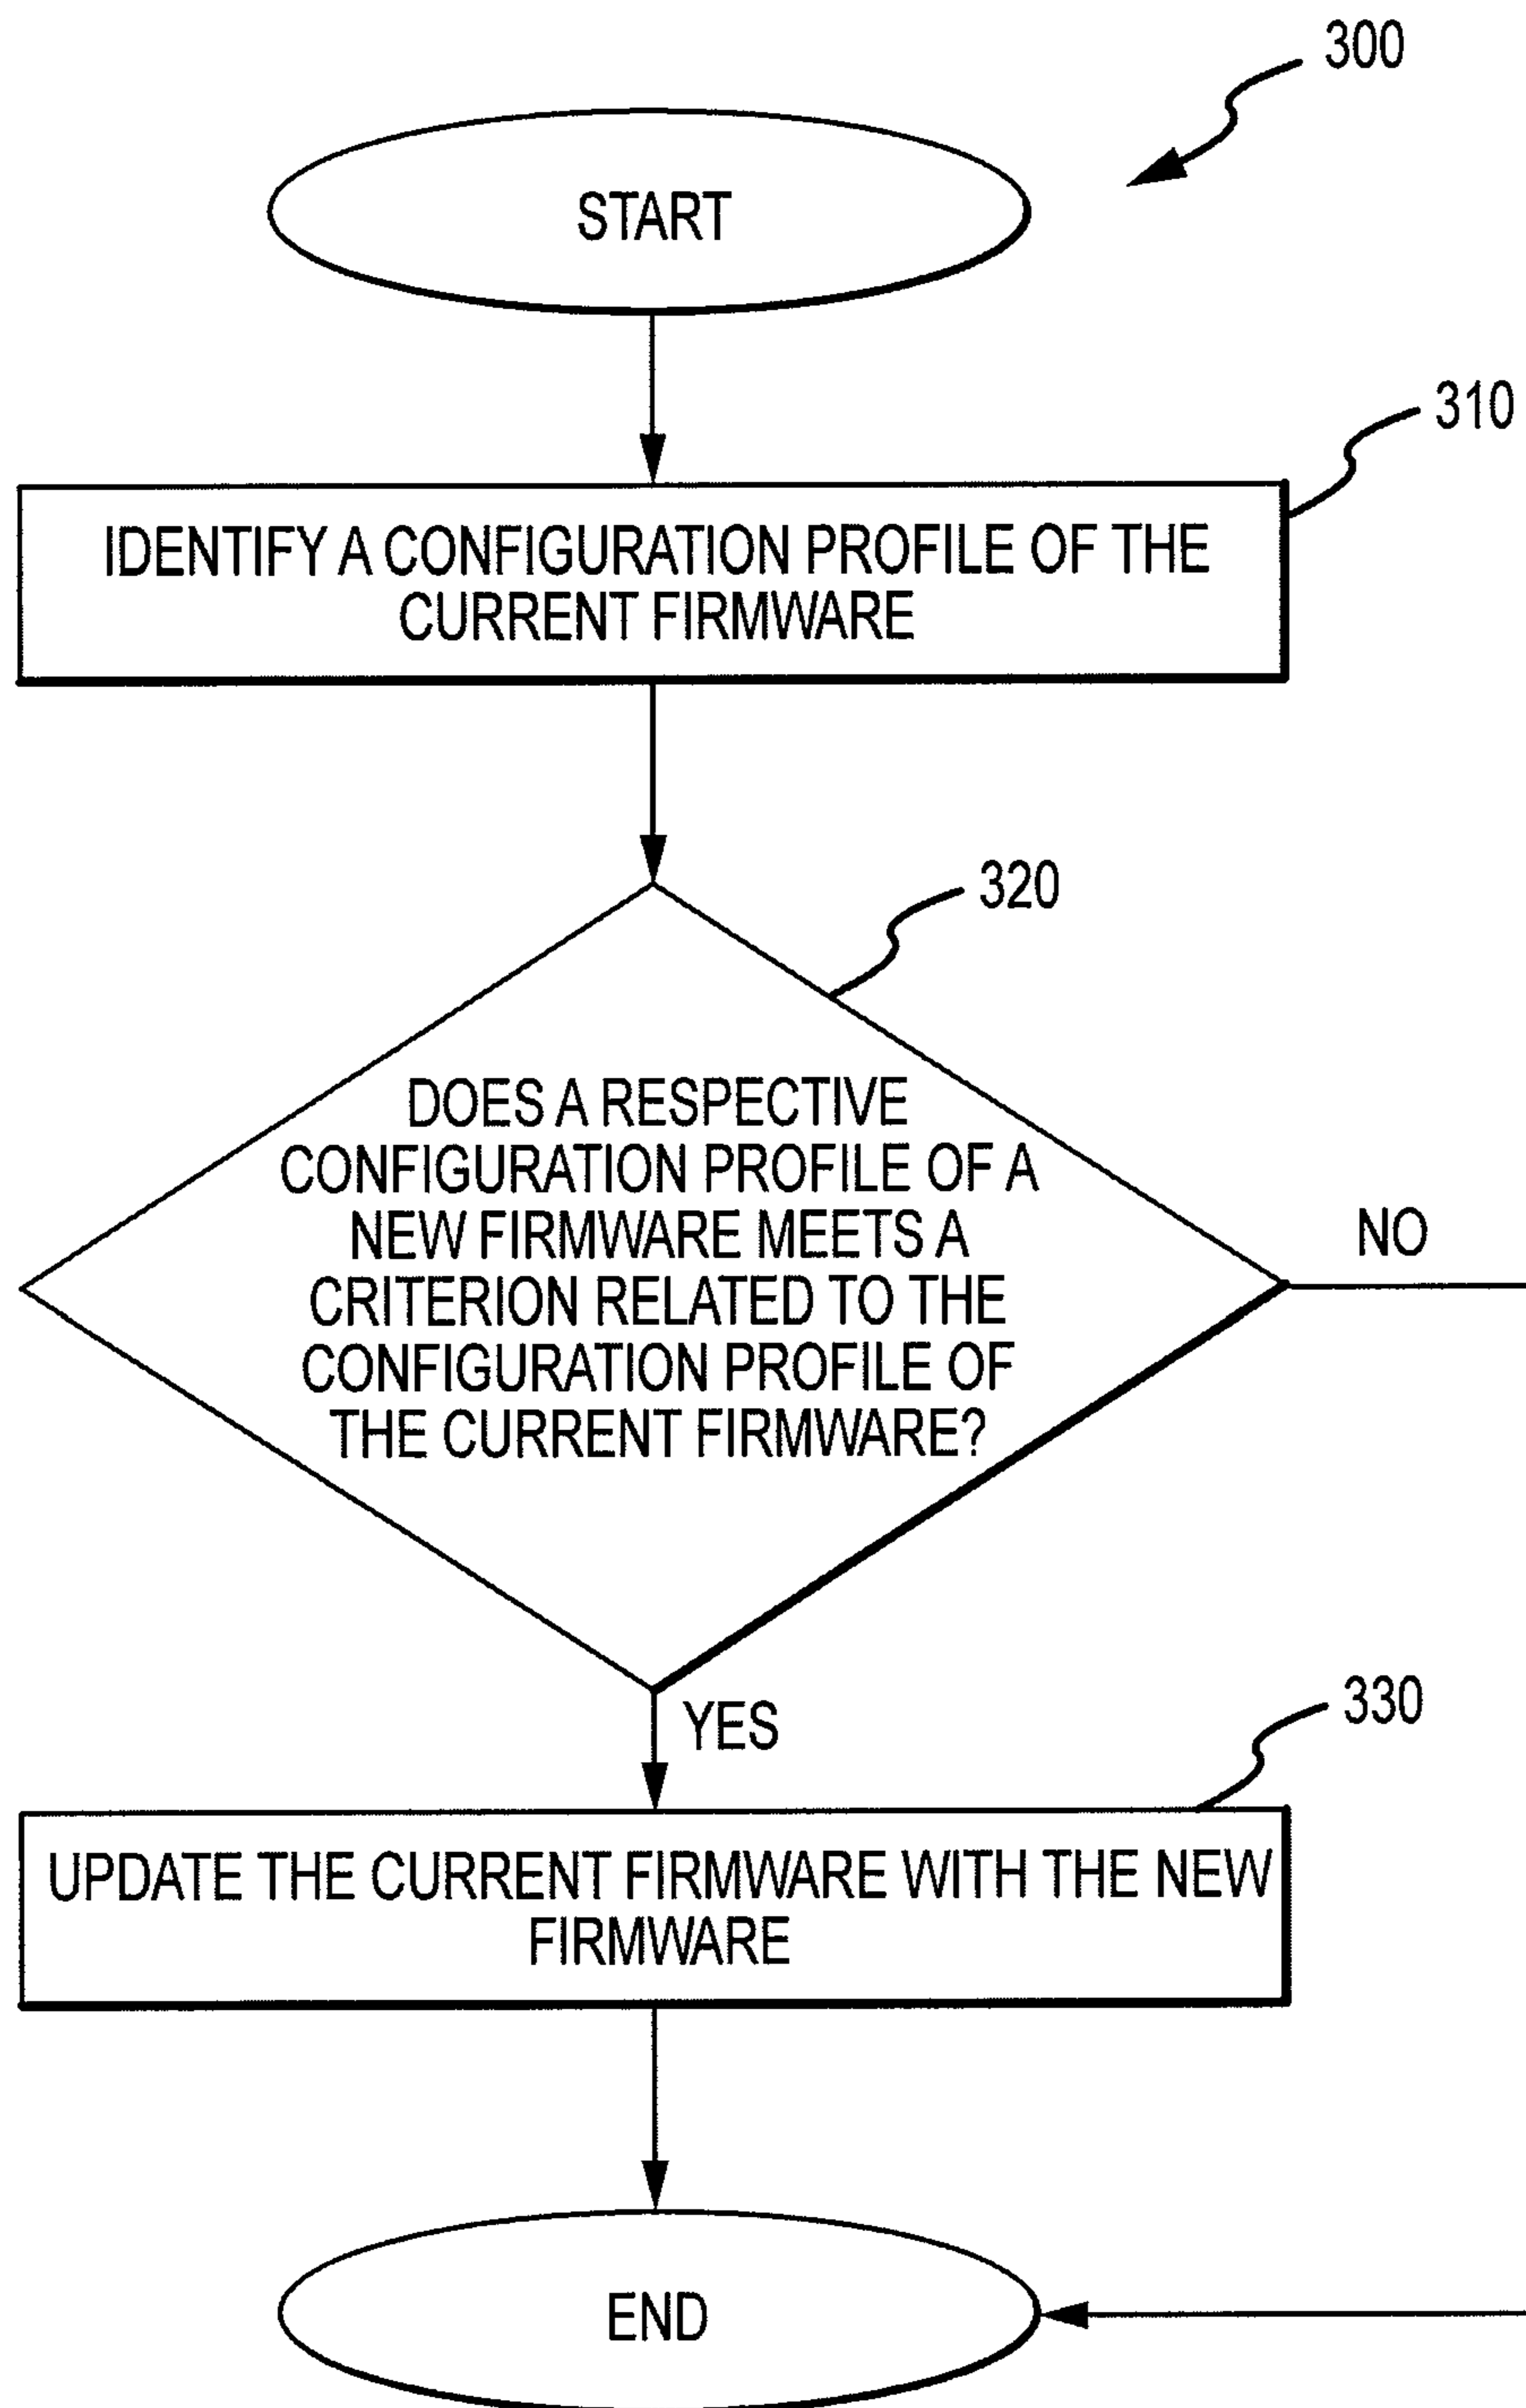 300
START
310
IDENTIFY A CONFIGURATION PROFILE OF THE
CURRENT FIRMWARE
320
DOES A RESPECTIVE
CONFIGURATION PROFILE OF A
NEW FIRMWARE MEETS A
CRITERION RELATED TO THE
CONFIGURATION PROFILE OF
THE CURRENT FIRMWARE?
NO
YES
330
UPDATE THE CURRENT FIRMWARE WITH THE NEW
FIRMWARE
END